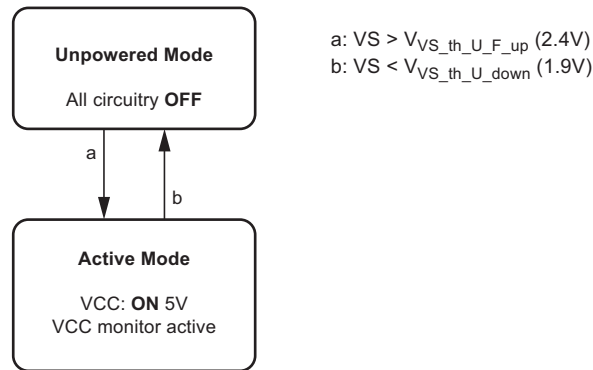 Unpowered Mode
All circuitry OFF
a: VS > VVS_th_U_F_up (2.4V)
b: VS < VVS_th_U_down (1.9V)
a
b
Active Mode
VCC: ON 5V
VCC monitor active